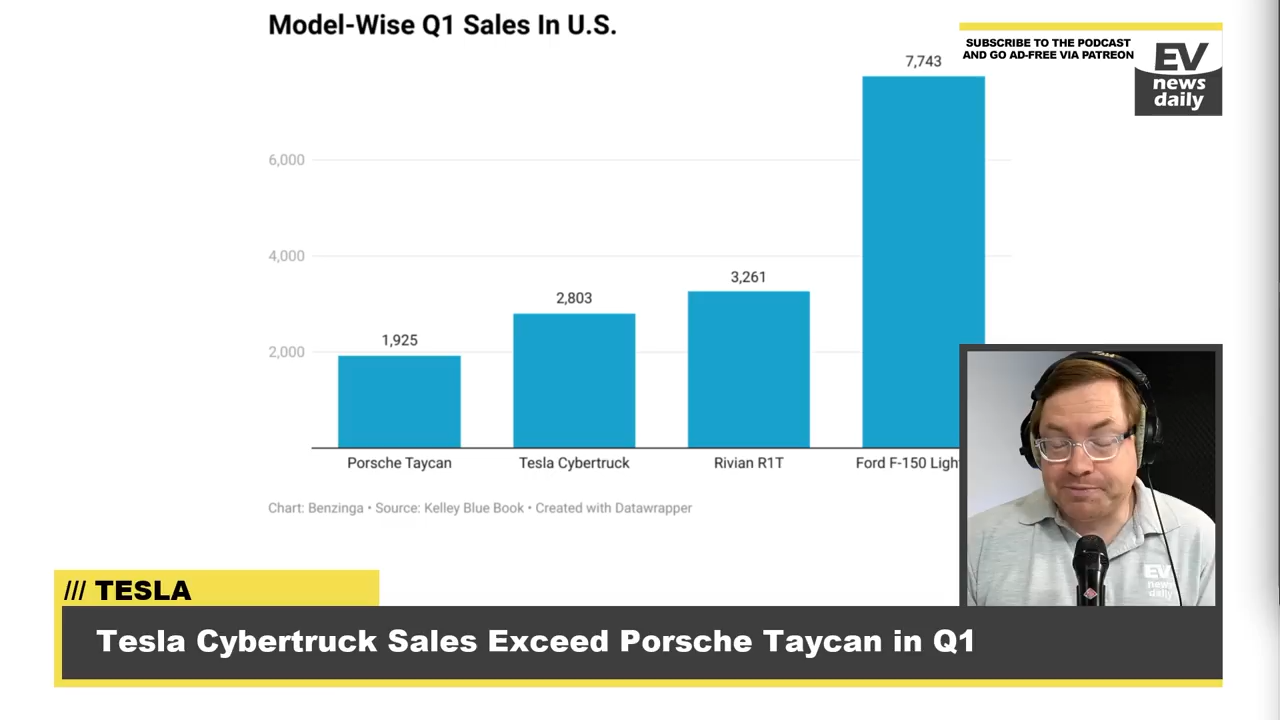 Model-Wise Q1 Sales In U.S.
SUBSCRIBE TO THE PODCAST
AND GO AD-FREE VIA PATREON
EV
news
daily
7,743
6,000
4,000
3,261
2,803
1,925
2,000
Porsche Taycan
Tesla Cybertruck
Rivian R1T
Ford F-150 Ligh
Chart: Benzinga • Source: Kelley Blue Book • Created with Datawrapper
EV
news
daily
/// TESLA
Tesla Cybertruck Sales Exceed Porsche Taycan in Q1